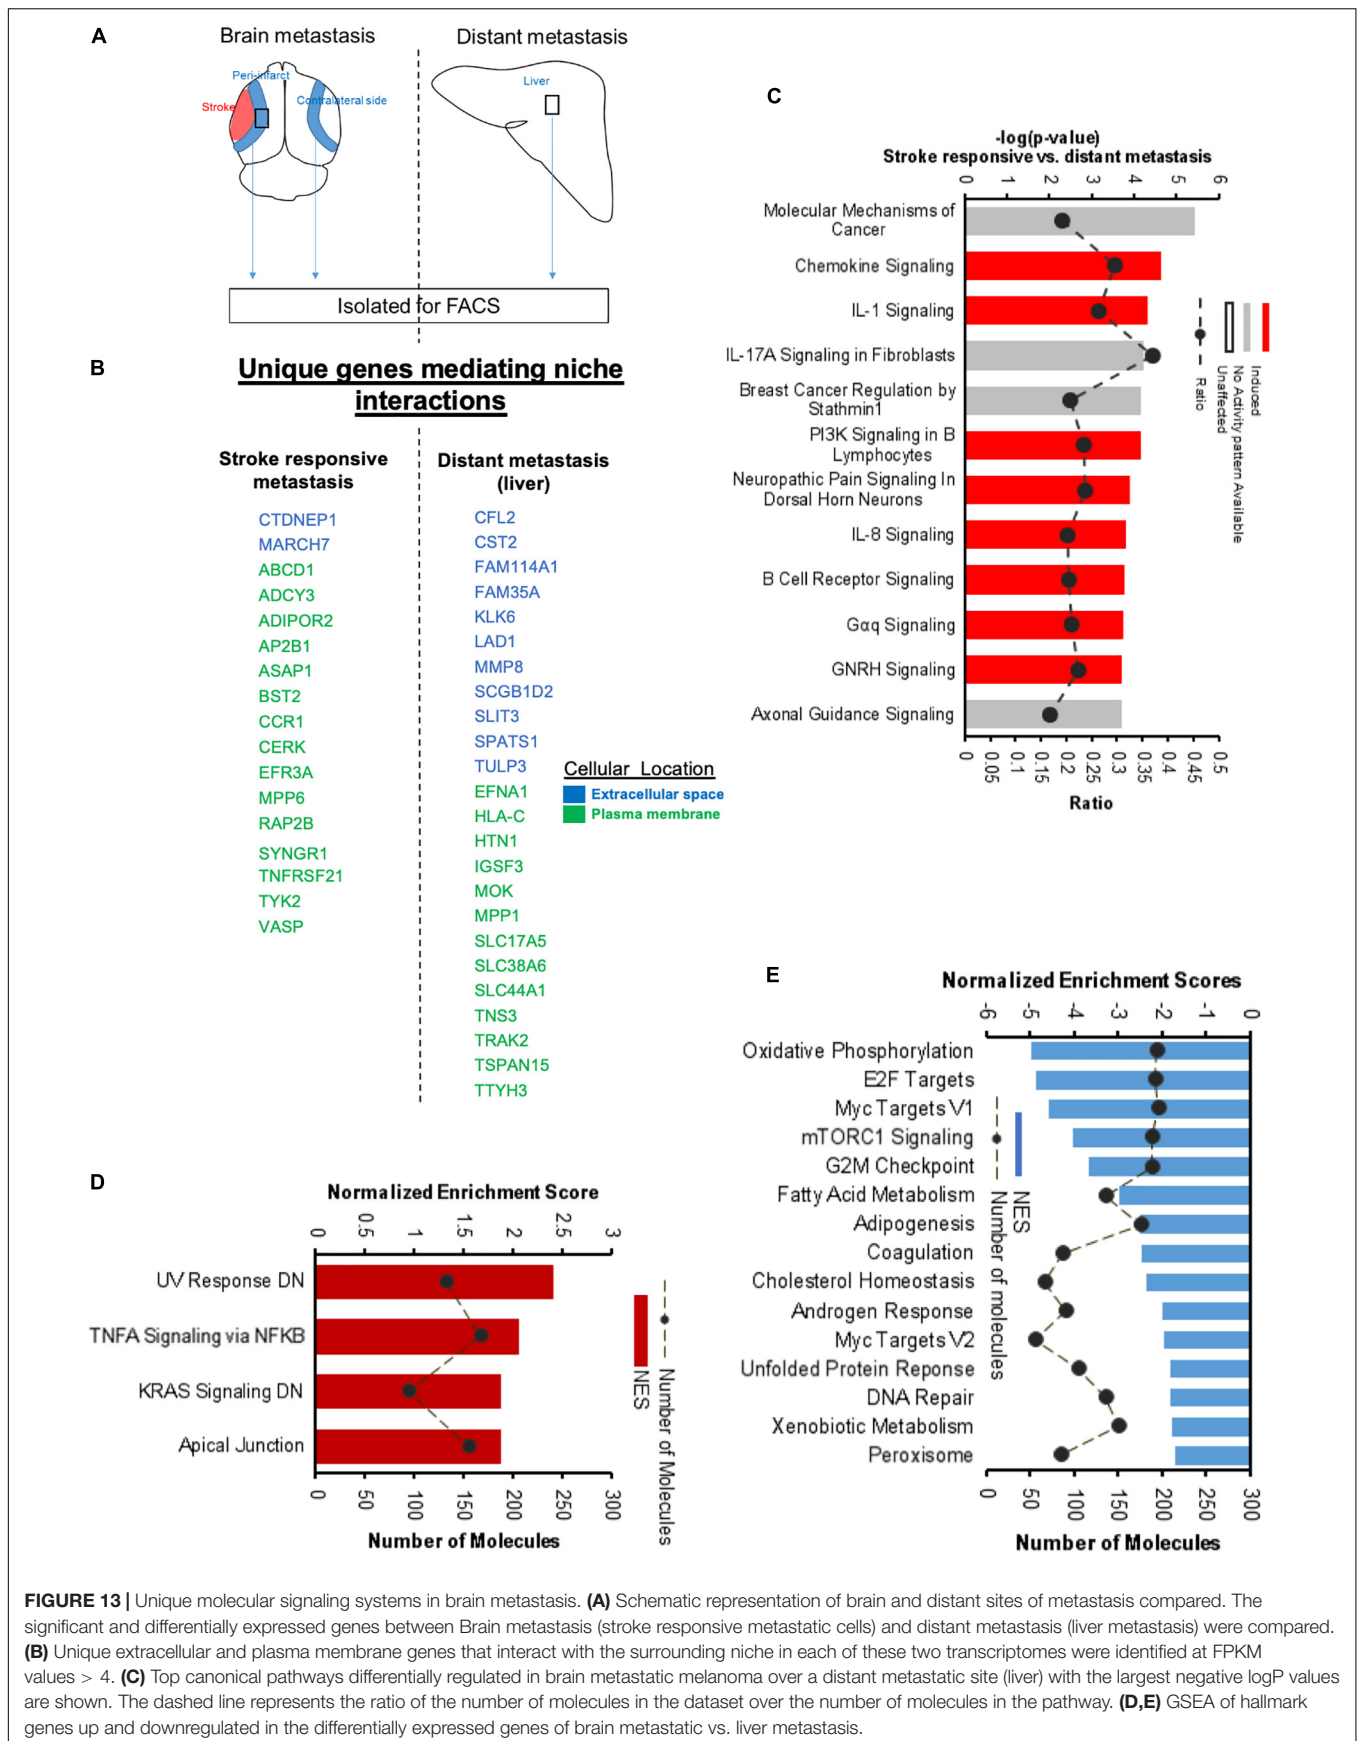 A
Brain metastasis
Distant metastasis
Peri-infarct
Stroke
Contralateral side
Liver
Isolated for FACS
B
Unique genes mediating niche
interactions
Stroke responsive
metastasis
CTDNEP1
MARCH7
ABCD1
ADCY3
ADIPOR2
AP2B1
ASAP1
BST2
CCR1
CERK
EFR3A
MPP6
RAP2B
SYNGR1
TNFRSF21
TYK2
VASP
Distant metastasis
(liver)
CFL2
CST2
FAM114A1
FAM35A
KLK6
LAD1
MMP8
SCGB1D2
SLIT3
SPATS1
TULP3
EFNA1
HLA-C
HTN1
IGSF3
MOK
MPP1
SLC17A5
SLC38A6
SLC44A1
TNS3
TRAK2
TSPAN15
TTYH3
Cellular Location
Extracellular space
Plasma membrane
C
-log(p-value)
Stroke responsive vs. distant metastasis
0 1 2 3 4 5 6
Molecular Mechanisms of
Cancer
Chemokine Signaling
IL-1 Signaling
IL-17A Signaling in Fibroblasts
Breast Cancer Regulation by
Stathmin1
PI3K Signaling in B
Lymphocytes
Neuropathic Pain Signaling In
Dorsal Horn Neurons
IL-8 Signaling
B Cell Receptor Signaling
Gαq Signaling
GNRH Signaling
Axonal Guidance Signaling
0 0.05 0.1 0.15 0.2 0.25 0.3 0.35 0.4 0.45 0.5
Ratio
Induced
No Activity pattern Available
Unaffected
Ratio
D
Normalized Enrichment Score
0 0.5 1 1.5 2 2.5 3
UV Response DN
TNFA Signaling via NFKB
KRAS Signaling DN
Apical Junction
0 50 100 150 200 250 300
Number of Molecules
NES
Number of Molecules
E
Normalized Enrichment Scores
-6 -5 -4 -3 -2 -1 0
Oxidative Phosphorylation
E2F Targets
Myc Targets V1
mTORC1 Signaling
G2M Checkpoint
Fatty Acid Metabolism
Adipogenesis
Coagulation
Cholesterol Homeostasis
Androgen Response
Myc Targets V2
Unfolded Protein Reponse
DNA Repair
Xenobiotic Metabolism
Peroxisome
0 50 100 150 200 250 300
Number of Molecules
NES
Number of molecules
FIGURE 13 | Unique molecular signaling systems in brain metastasis. (A) Schematic representation of brain and distant sites of metastasis compared. The
significant and differentially expressed genes between Brain metastasis (stroke responsive metastatic cells) and distant metastasis (liver metastasis) were compared.
(B) Unique extracellular and plasma membrane genes that interact with the surrounding niche in each of these two transcriptomes were identified at FPKM
values > 4. (C) Top canonical pathways differentially regulated in brain metastatic melanoma over a distant metastatic site (liver) with the largest negative logP values
are shown. The dashed line represents the ratio of the number of molecules in the dataset over the number of molecules in the pathway. (D,E) GSEA of hallmark
genes up and downregulated in the differentially expressed genes of brain metastatic vs. liver metastasis.